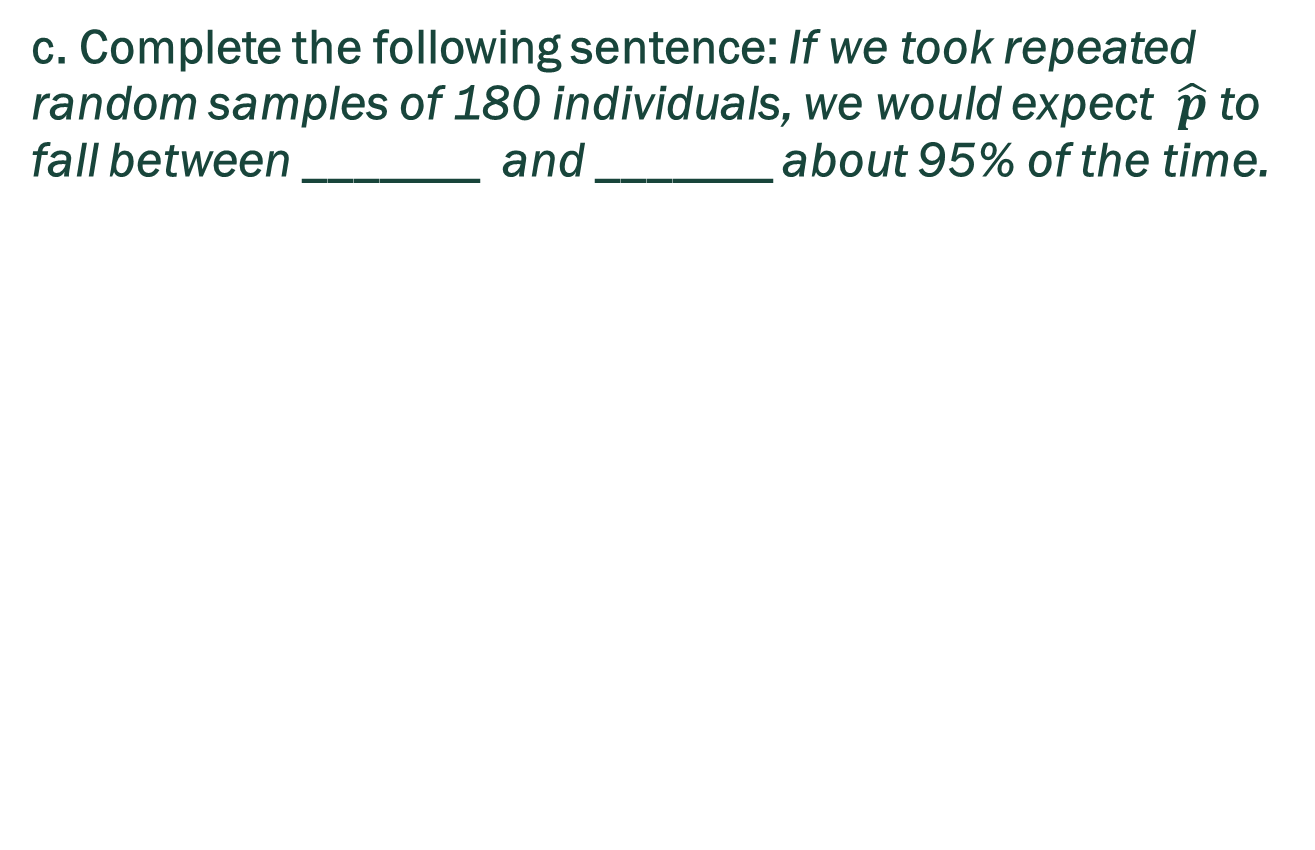 c. Complete the following sentence: If we took repeated
random samples of 180 individuals, we would expect p̂ to
fall between _______ and _______ about 95% of the time.